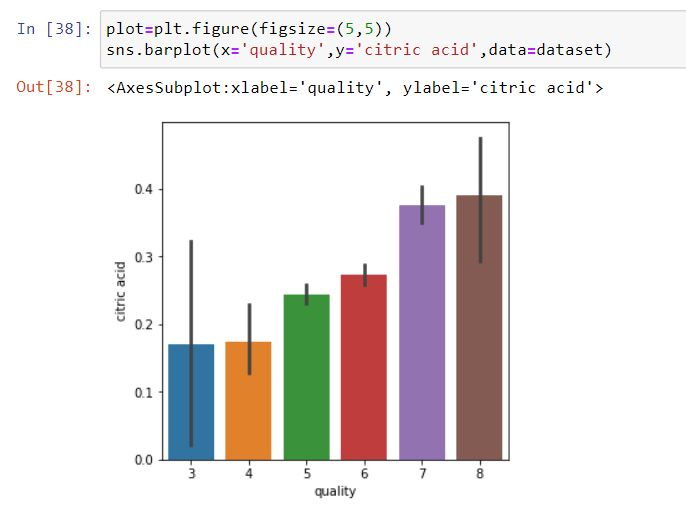 In [38]: plot=plt.figure(figsize=(5,5))
sns.barplot(x='quality',y='citric acid',data=dataset)
Out[38]: <AxesSubplot:xlabel='quality', ylabel='citric acid'>
0.4
0.3
0.2
0.1
0.0
citric acid
3 4 5 6 7 8
quality